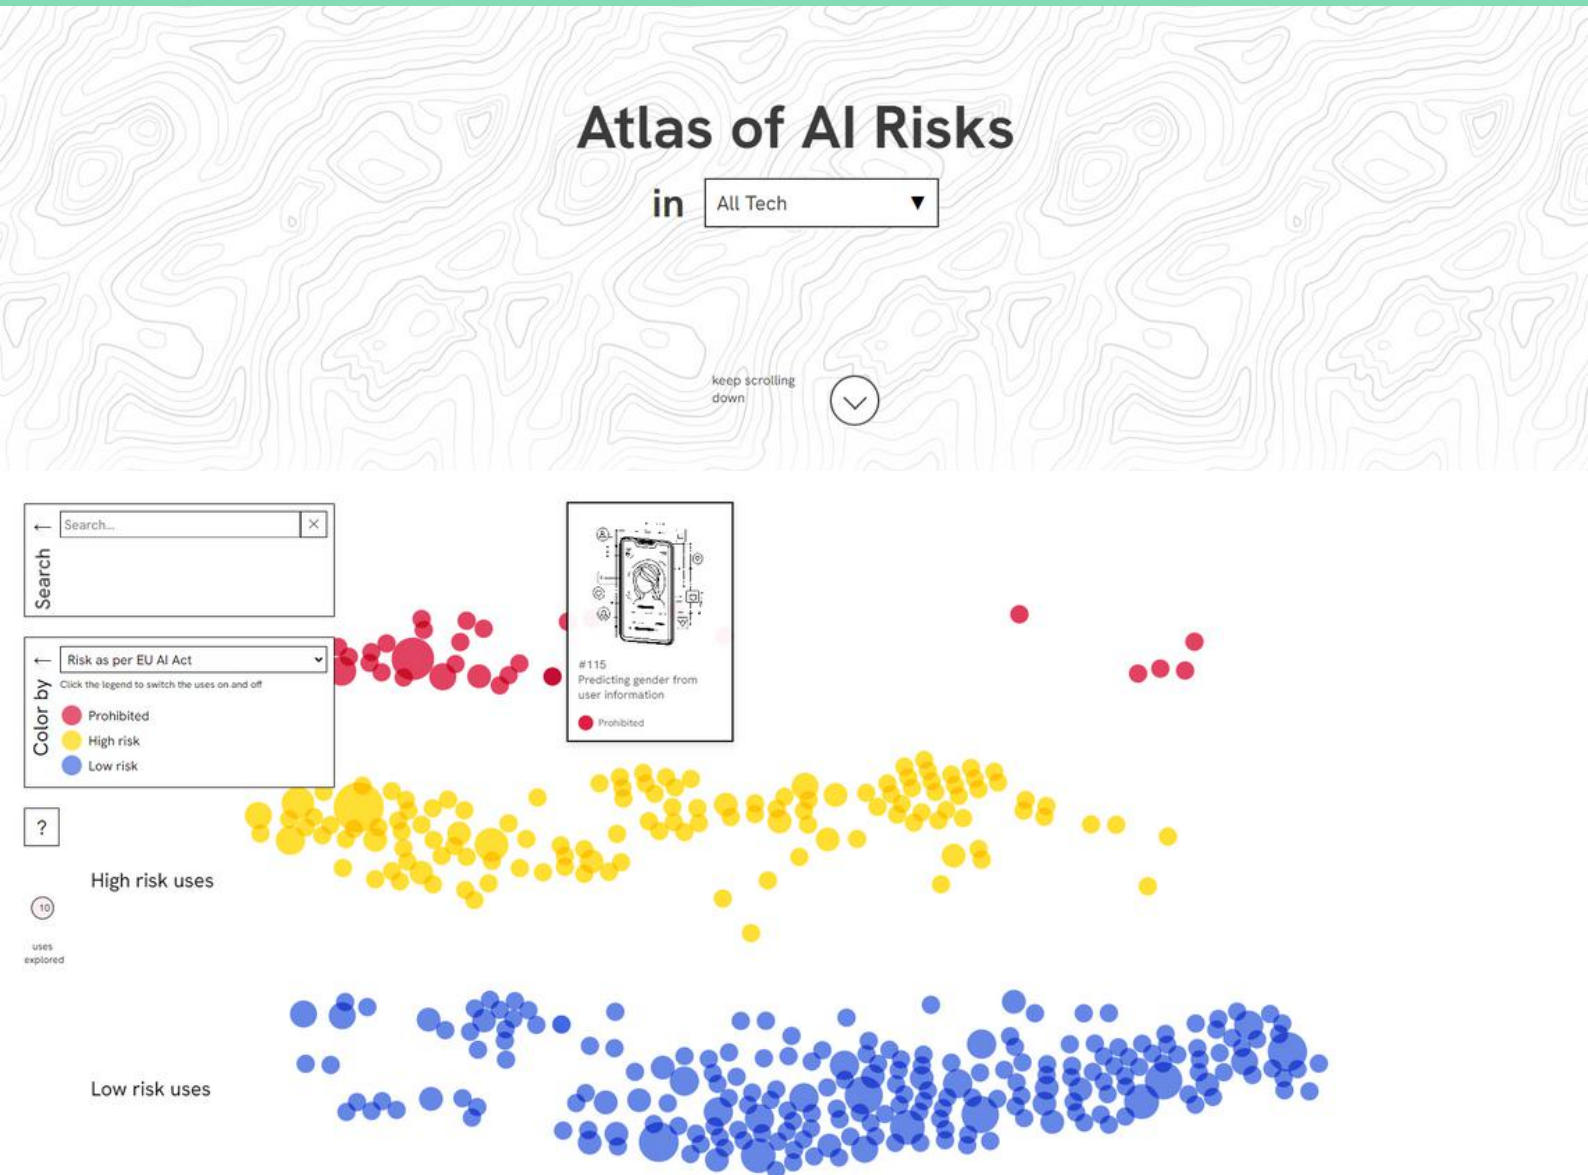 Atlas of AI Risks
in All Tech
keep scrolling
down
Search...
Search
Risk as per EU AI Act
Click the legend to switch the uses on and off
Color by
Prohibited
High risk
Low risk
#115
Predicting gender from
user information
Prohibited
?
High risk uses
10
uses
explored
Low risk uses